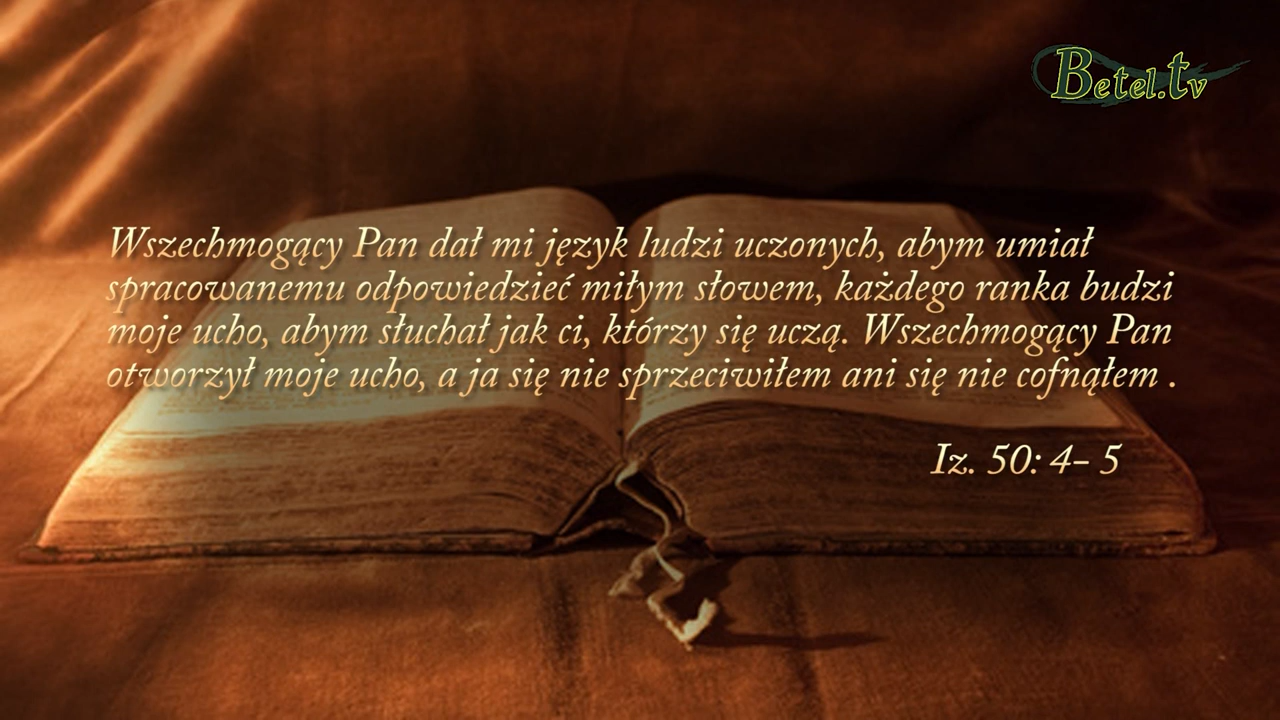 Betel.tv
Wszechmogący Pan dał mi język ludzi uczonych, abym umiał
spracowanemu odpowiedzieć miłym słowem, każdego ranka budzi
moje ucho, abym słuchał jak ci, którzy się uczą. Wszechmogący Pan
otworzył moje ucho, a ja się nie sprzeciwiłem ani się nie cofnąłem .
Iz. 50: 4– 5